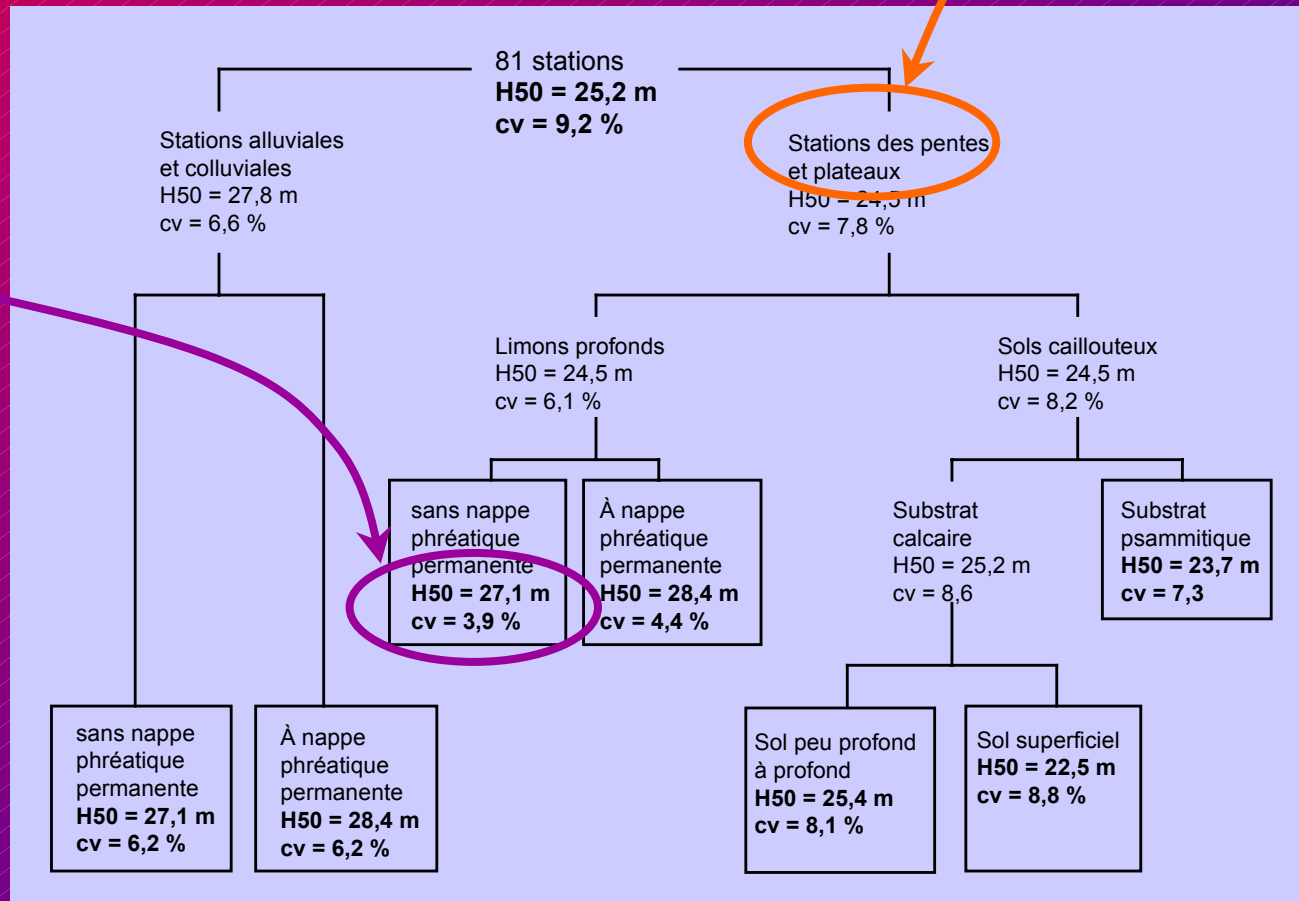 81 stations
H50 = 25,2 m
cv = 9,2 %
Stations alluviales
et colluviales
H50 = 27,8 m
cv = 6,6 %
Stations des pentes
et plateaux
H50 = 24,5 m
cv = 7,8 %
Limons profonds
H50 = 24,5 m
cv = 6,1 %
Sols caillouteux
H50 = 24,5 m
cv = 8,2 %
sans nappe
phréatique
permanente
H50 = 27,1 m
cv = 3,9 %
À nappe
phréatique
permanente
H50 = 28,4 m
cv = 4,4 %
Substrat
calcaire
H50 = 25,2 m
cv = 8,6
Substrat
psammitique
H50 = 23,7 m
cv = 7,3
sans nappe
phréatique
permanente
H50 = 27,1 m
cv = 6,2 %
À nappe
phréatique
permanente
H50 = 28,4 m
cv = 6,2 %
Sol peu profond
à profond
H50 = 25,4 m
cv = 8,1 %
Sol superficiel
H50 = 22,5 m
cv = 8,8 %